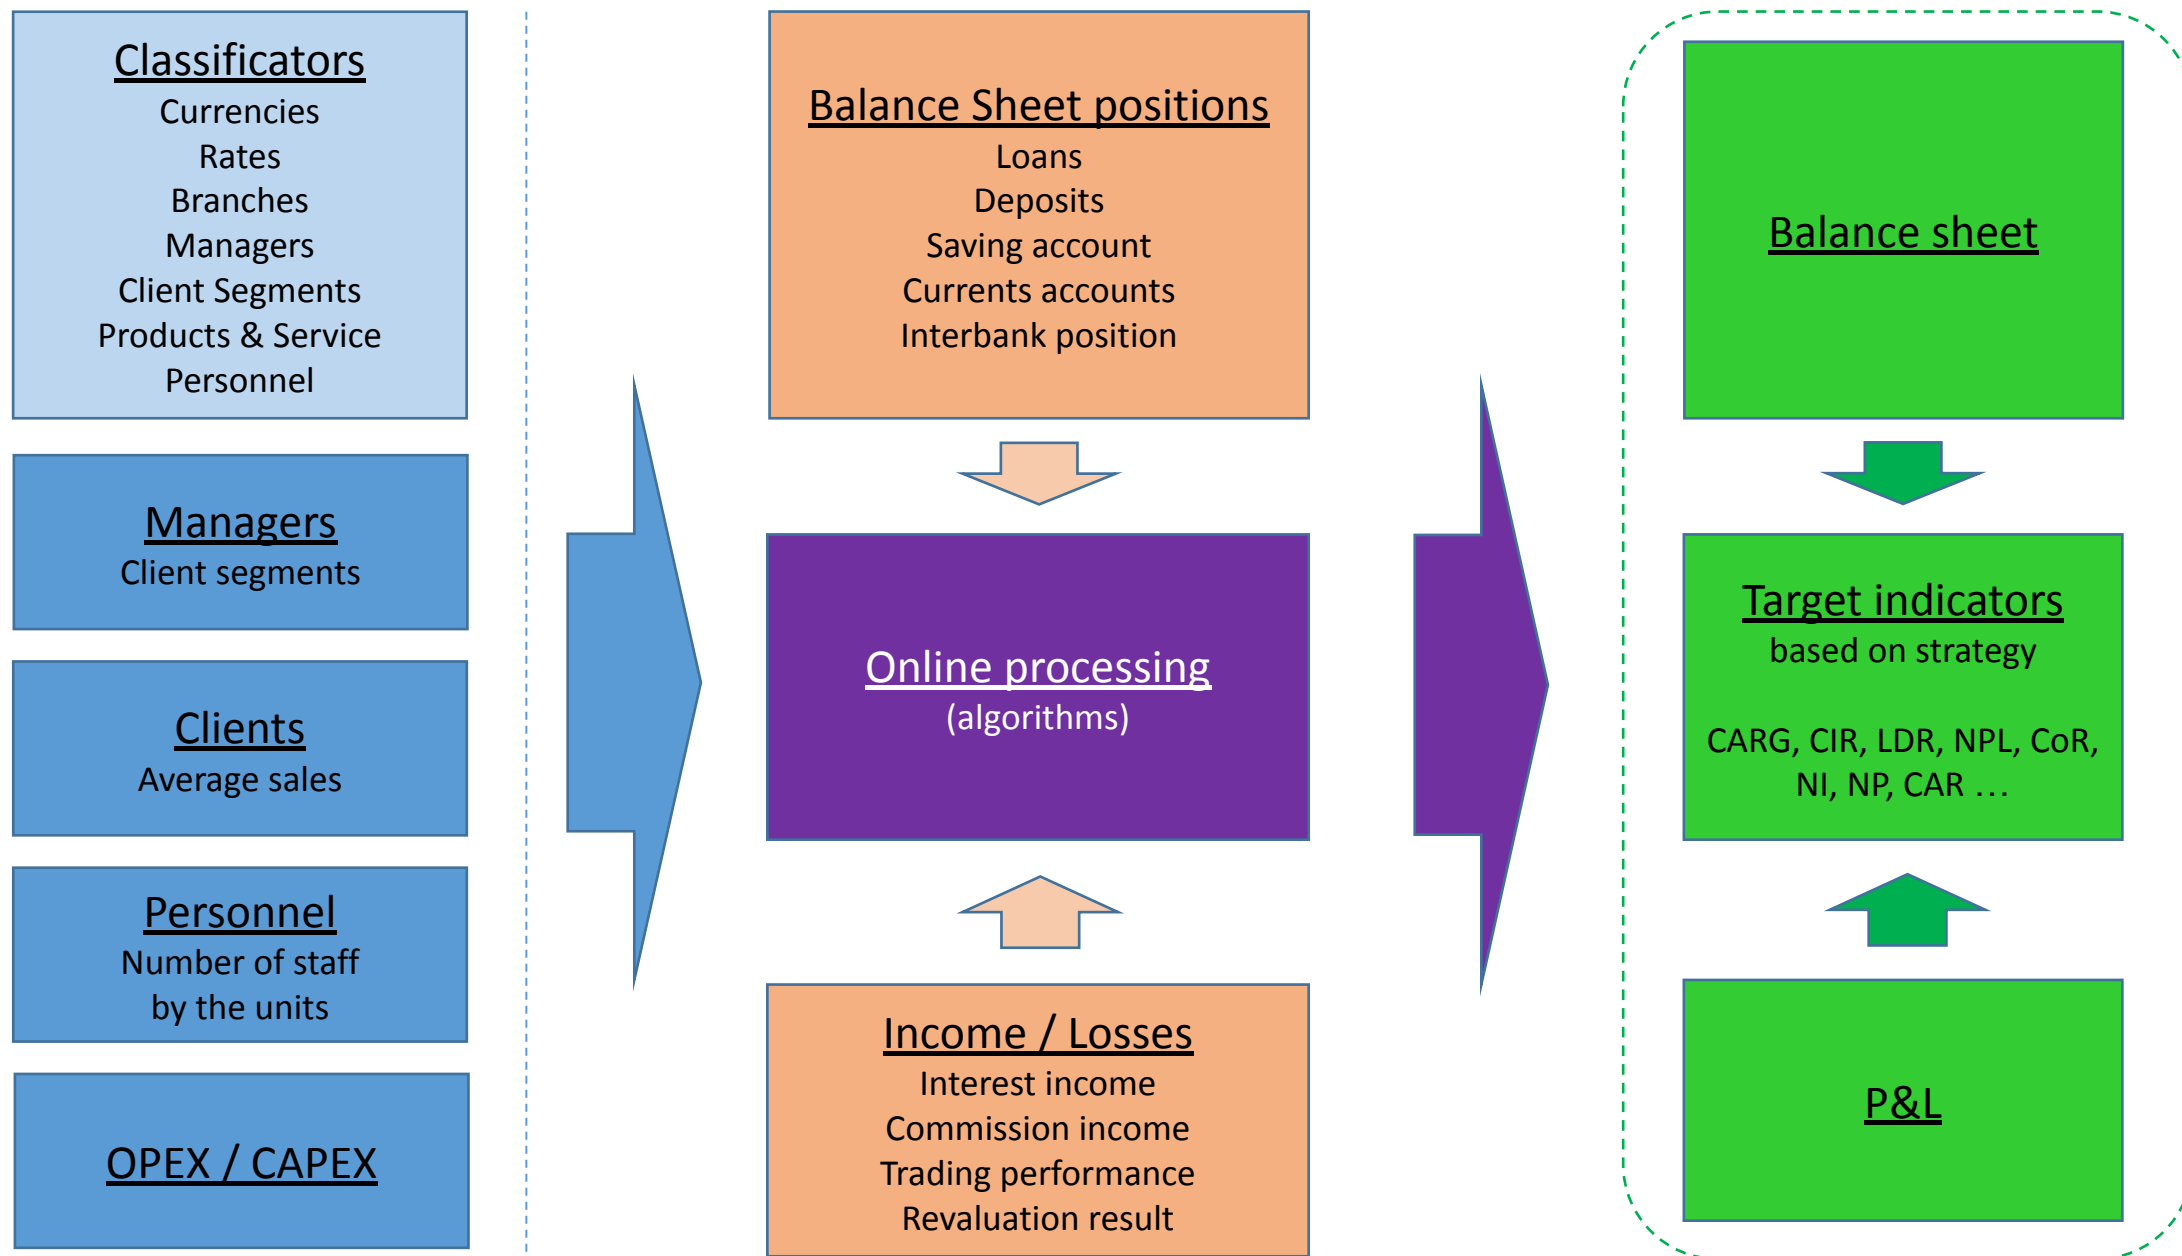 Classificators
Currencies
Rates
Branches
Managers
Client Segments
Products & Service
Personnel
Managers
Client segments
Clients
Average sales
Personnel
Number of staff
by the units
OPEX / CAPEX
Balance Sheet positions
Loans
Deposits
Saving account
Currents accounts
Interbank position
Online processing
(algorithms)
Income / Losses
Interest income
Commission income
Trading performance
Revaluation result
Balance sheet
Target indicators
based on strategy
CARG, CIR, LDR, NPL, CoR,
NI, NP, CAR …
P&L